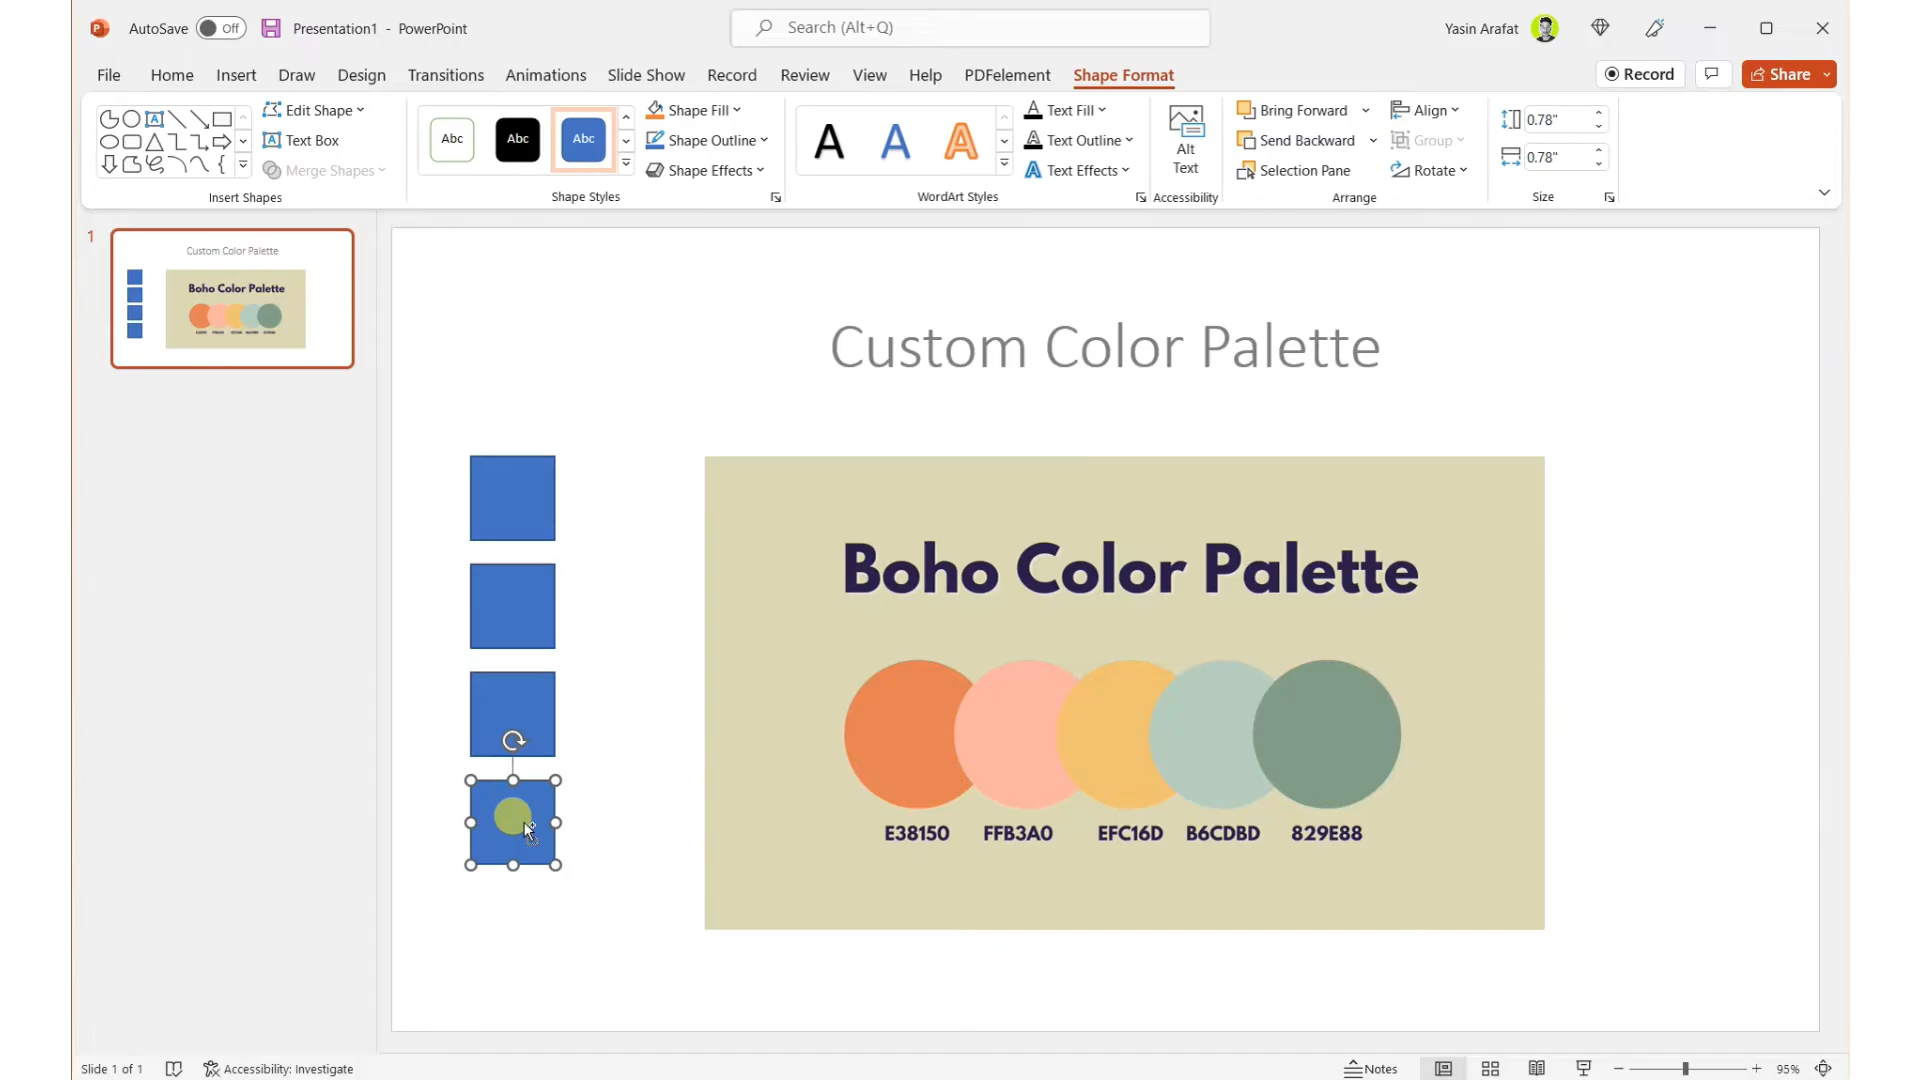 AutoSave Off Presentation1 - PowerPoint Search (Alt+Q) Yasin Arafat
File Home Insert Draw Design Transitions Animations Slide Show Record Review View Help PDFelement Shape Format Record Share
Edit Shape
Text Box
Merge Shapes
Insert Shapes
Abc Abc Abc
Shape Fill
Shape Outline
Shape Effects
Shape Styles
A A A
Text Fill
Text Outline
Text Effects
WordArt Styles
Alt
Text
Accessibility
Bring Forward
Send Backward
Selection Pane
Align
Group
Rotate
Arrange
0.78"
0.78"
Size
1
Custom Color Palette
Boho Color Palette
Custom Color Palette
Boho Color Palette
E38150 FFB3A0 EFC16D B6CDBD 829E88
Slide 1 of 1 Accessibility: Investigate Notes 95%